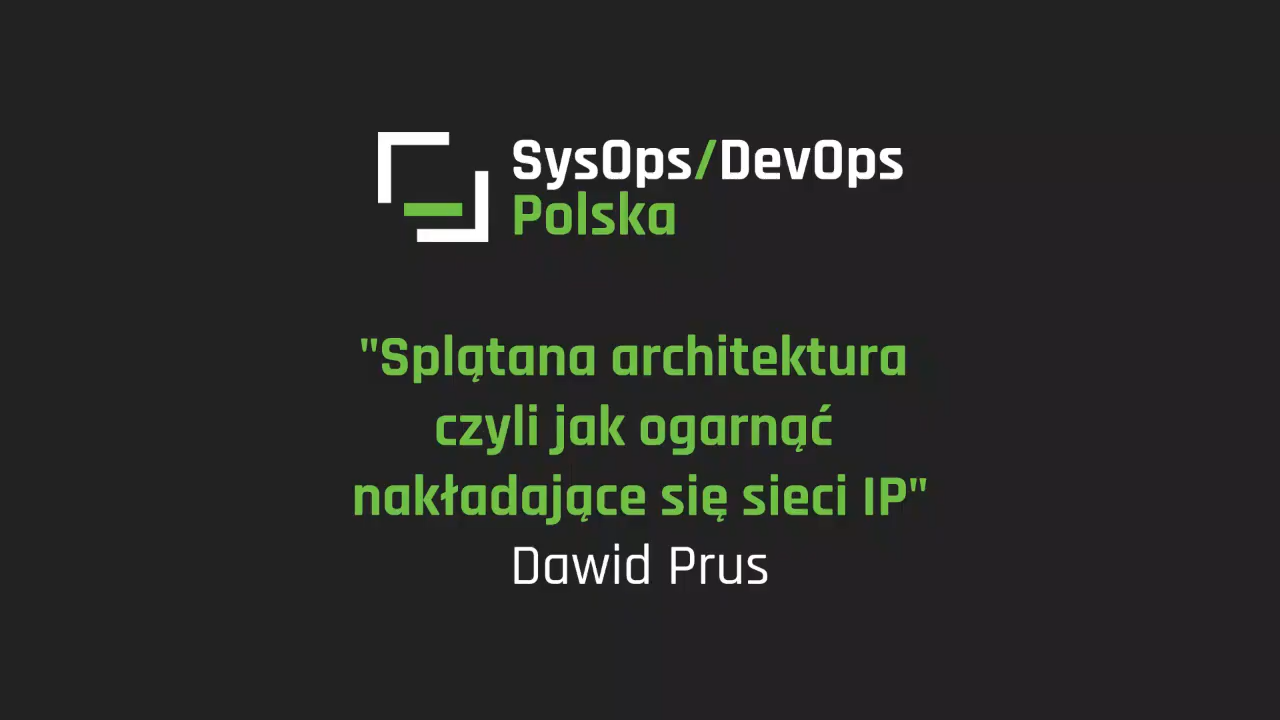 SysOps/DevOps
Polska
"Splątana architektura
czyli jak ogarnąć
nakładające się sieci IP"
Dawid Prus